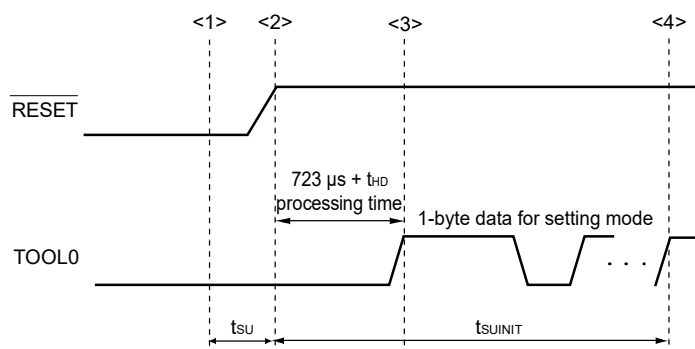 <1> <2> <3> <4>
RESET
723 µs + tHD
processing time
1-byte data for setting mode
TOOL0
. . .
tSU
tSUINIT